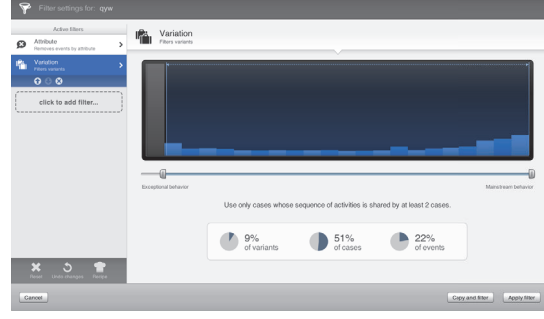 Filter settings for: qyw
Active filters
Attribute
Removes events by attribute
Variation
Filters variants
click to add filter...
Variation
Filters variants
Exceptional behavior
Mainstream behavior
Use only cases whose sequence of activities is shared by at least 2 cases.
9%
of variants
51%
of cases
22%
of events
Reset
Undo changes
Recipe
Cancel
Copy and filter
Apply filter